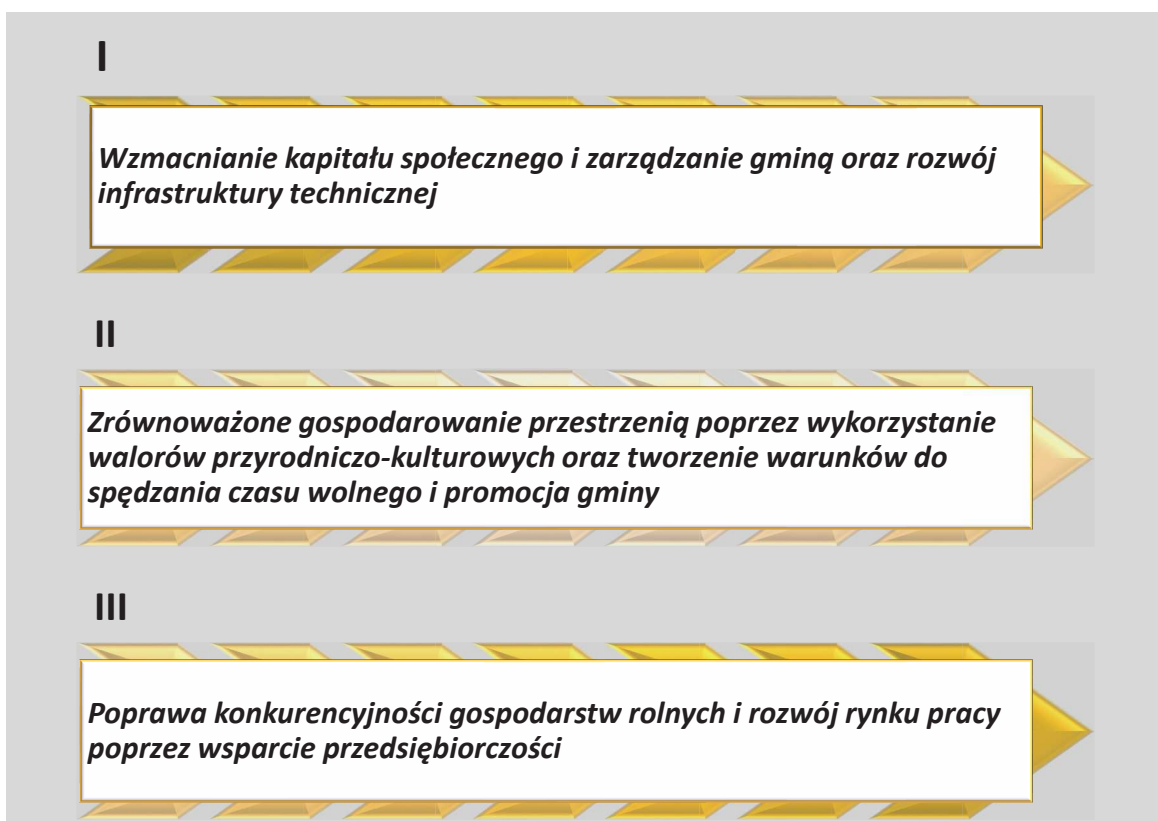 I
Wzmacnianie kapitału społecznego i zarządzanie gminą oraz rozwój
infrastruktury technicznej
II
Zrównoważone gospodarowanie przestrzenią poprzez wykorzystanie
walorów przyrodniczo-kulturowych oraz tworzenie warunków do
spędzania czasu wolnego i promocja gminy
III
Poprawa konkurencyjności gospodarstw rolnych i rozwój rynku pracy
poprzez wsparcie przedsiębiorczości